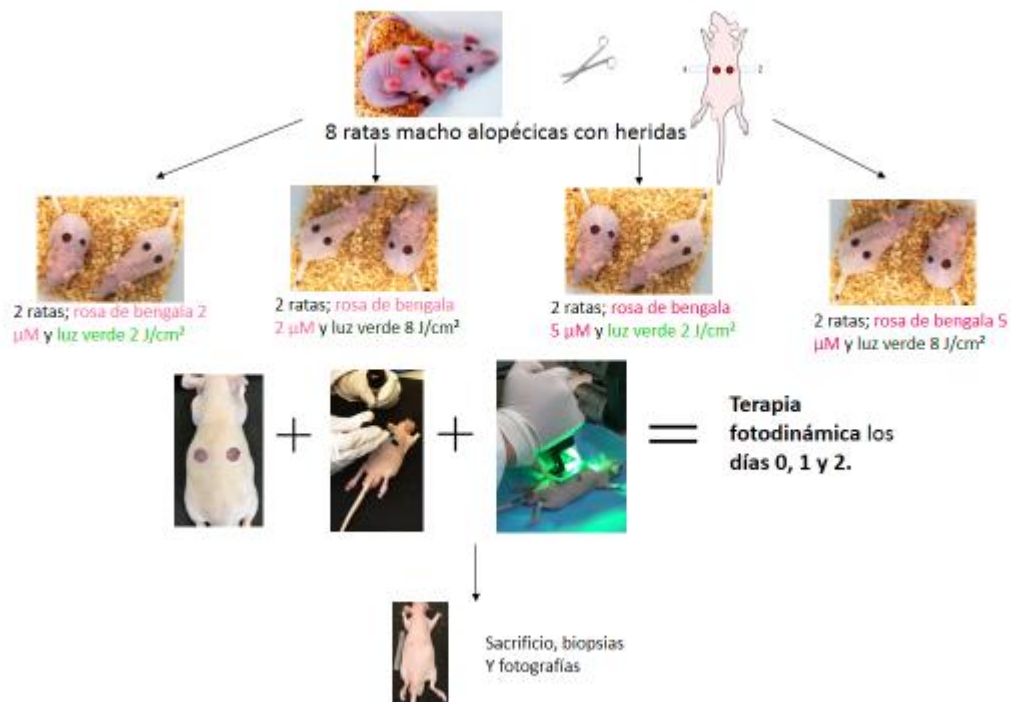 8 ratas macho alopécicas con heridas
2 ratas; rosa de bengala 2
µM y luz verde 2 J/cm²
2 ratas; rosa de bengala
2 µM y luz verde 8 J/cm²
2 ratas; rosa de bengala
5 µM y luz verde 2 J/cm²
2 ratas; rosa de bengala 5
µM y luz verde 8 J/cm²
Terapia
fotodinámica los
días 0, 1 y 2.
Sacrificio, biopsias
Y fotografías